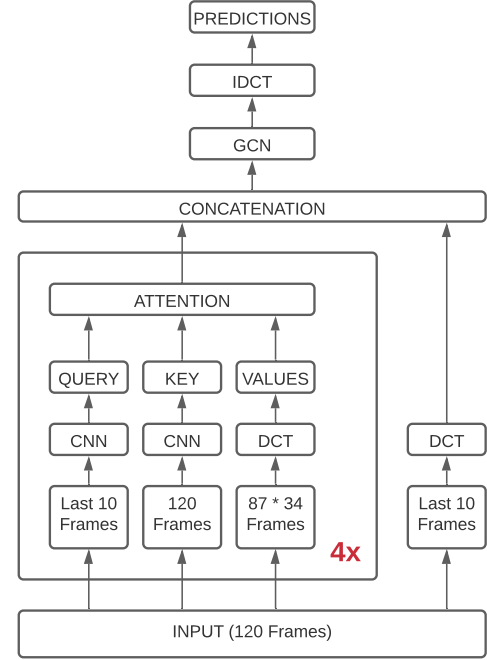 PREDICTIONS
IDCT
GCN
CONCATENATION
ATTENTION
QUERY
KEY
VALUES
CNN
CNN
DCT
DCT
Last 10
Frames
120
Frames
87 * 34
Frames
Last 10
Frames
4x
INPUT (120 Frames)